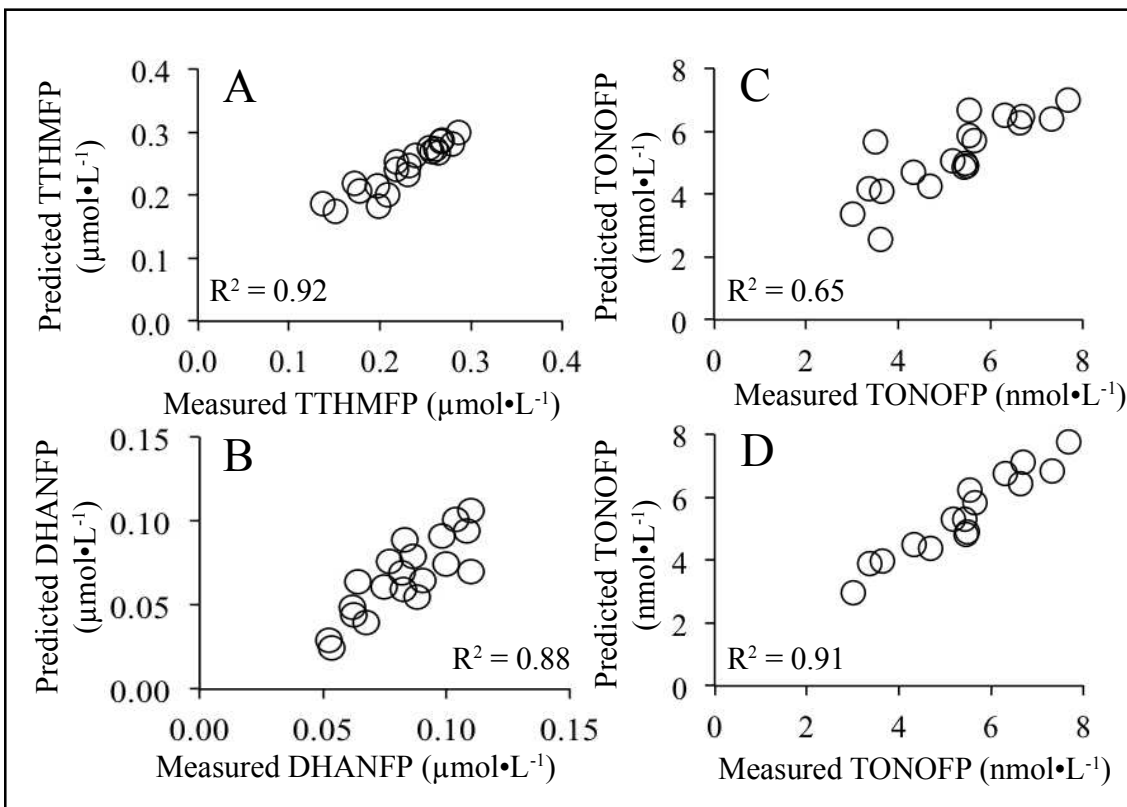 A
Predicted TTHMFP
(µmol•L⁻¹)
0.4
0.3
0.2
0.1
0.0
R² = 0.92
0.0 0.1 0.2 0.3 0.4
Measured TTHMFP (µmol•L⁻¹)
C
Predicted TONOFP
(nmol•L⁻¹)
8
6
4
2
0
R² = 0.65
0 2 4 6 8
Measured TONOFP (nmol•L⁻¹)
B
Predicted DHANFP
(µmol•L⁻¹)
0.15
0.10
0.05
0.00
R² = 0.88
0.00 0.05 0.10 0.15
Measured DHANFP (µmol•L⁻¹)
D
Predicted TONOFP
(nmol•L⁻¹)
8
6
4
2
0
R² = 0.91
0 2 4 6 8
Measured TONOFP (nmol•L⁻¹)